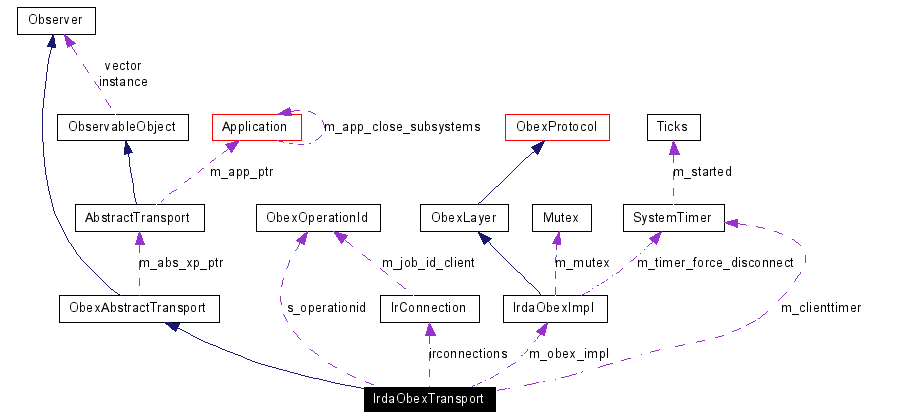 Observer
vector
instance
ObservableObject
Application
m_app_close_subsystems
ObexProtocol
Ticks
m_app_ptr
m_started
AbstractTransport
ObexOperationId
ObexLayer
Mutex
SystemTimer
m_abs_xp_ptr
m_job_id_client
m_mutex
m_timer_force_disconnect
ObexAbstractTransport
s_operationid
IrConnection
IrdaObexImpl
m_clienttimer
irconnections
m_obex_impl
IrdaObexTransport